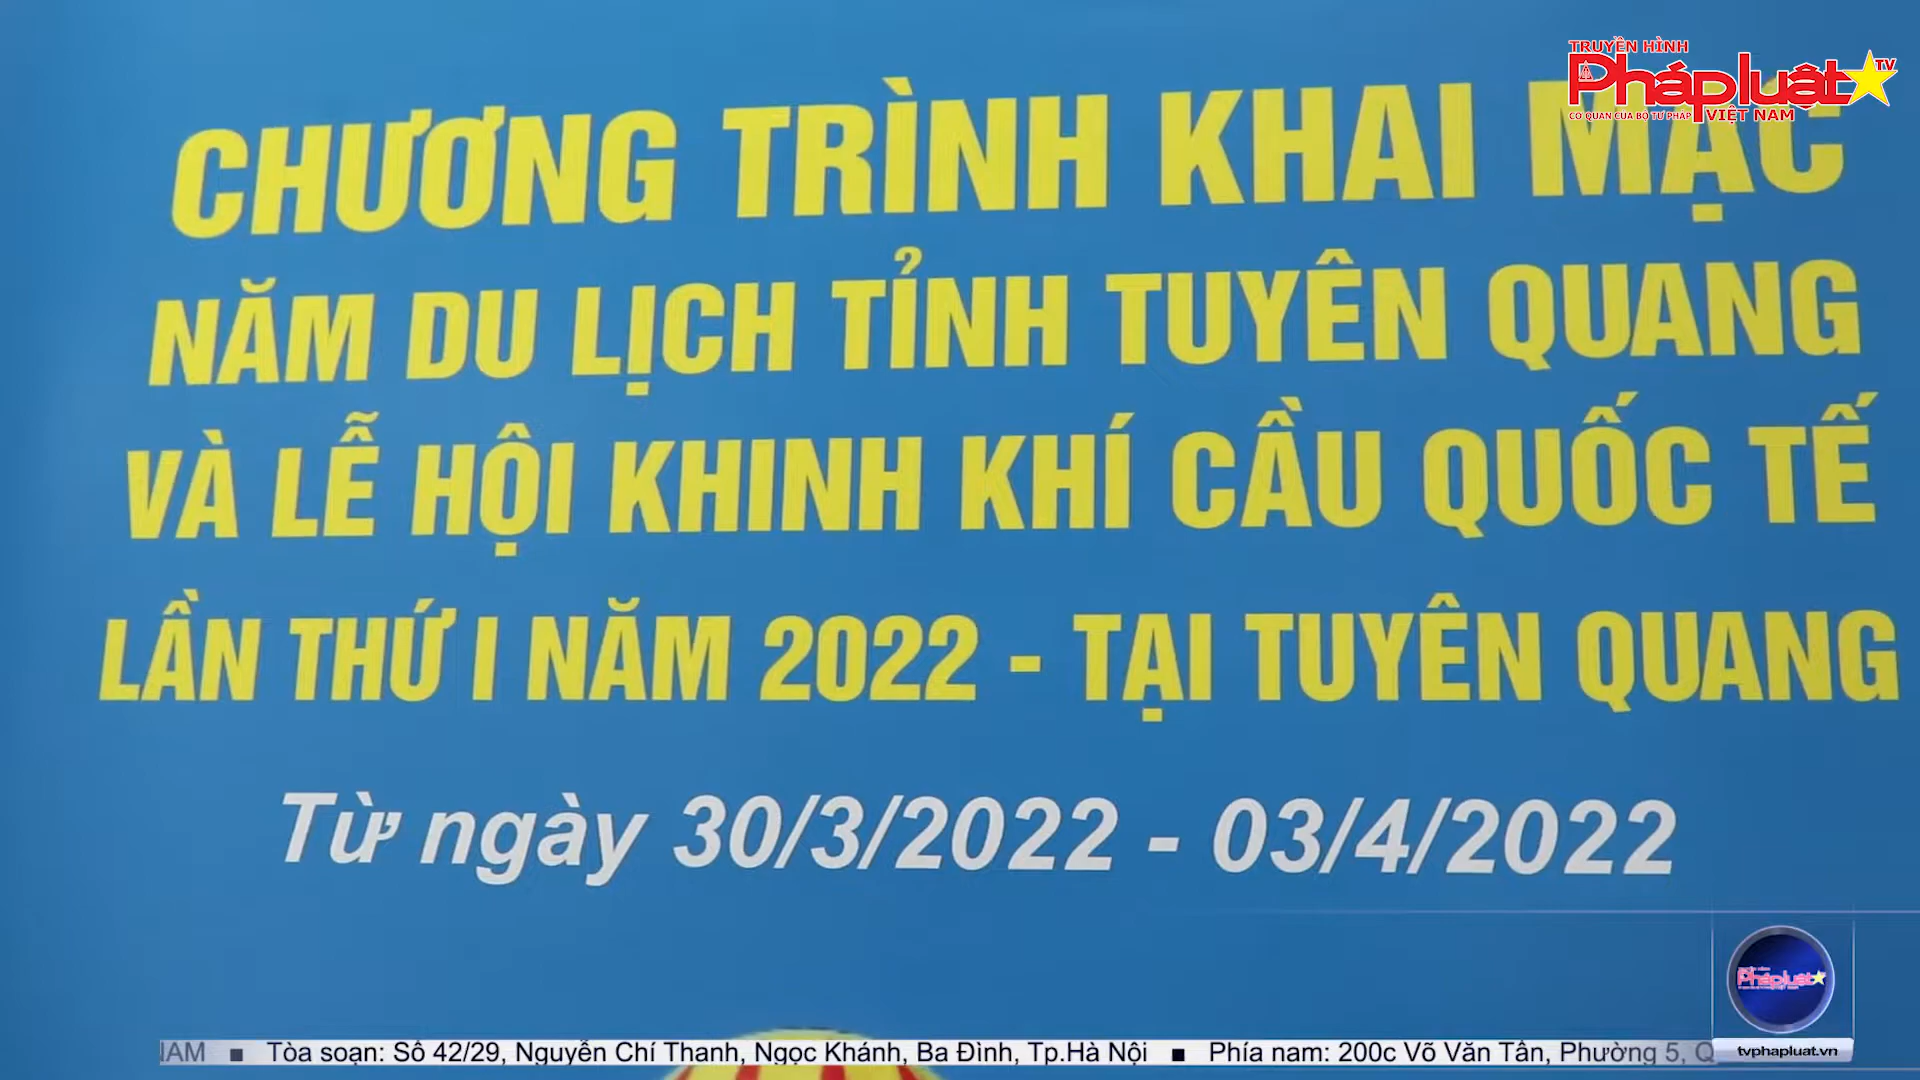 TRUYỀN HÌNH
Phápluật TV
CƠ QUAN CỦA BỘ TƯ PHÁP VIỆT NAM
CHƯƠNG TRÌNH KHAI MẠC
NĂM DU LỊCH TỈNH TUYÊN QUANG
VÀ LỄ HỘI KHINH KHÍ CẦU QUỐC TẾ
LẦN THỨ I NĂM 2022 - TẠI TUYÊN QUANG
Từ ngày 30/3/2022 - 03/4/2022
Phápluật
NAM ■ Tòa soạn: Số 42/29, Nguyễn Chí Thanh, Ngọc Khánh, Ba Đình, Tp.Hà Nội ■ Phía nam: 200c Võ Văn Tần, Phường 5, Q
tvphapluat.vn